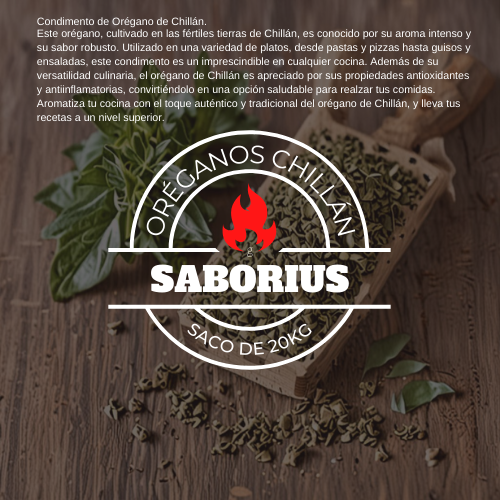 Condimento de Orégano de Chillán.
Este orégano, cultivado en las fértiles tierras de Chillán, es conocido por su aroma intenso y
su sabor robusto. Utilizado en una variedad de platos, desde pastas y pizzas hasta guisos y
ensaladas, este condimento es un imprescindible en cualquier cocina. Además de su
versatilidad culinaria, el orégano de Chillán es apreciado por sus propiedades antioxidantes
y antiinflamatorias, convirtiéndolo en una opción saludable para realzar tus comidas.
Aromatiza tu cocina con el toque auténtico y tradicional del orégano de Chillán, y lleva tus
recetas a un nivel superior.
ORÉGANOS CHILLÁN
SABORIUS
SACO DE 20KG